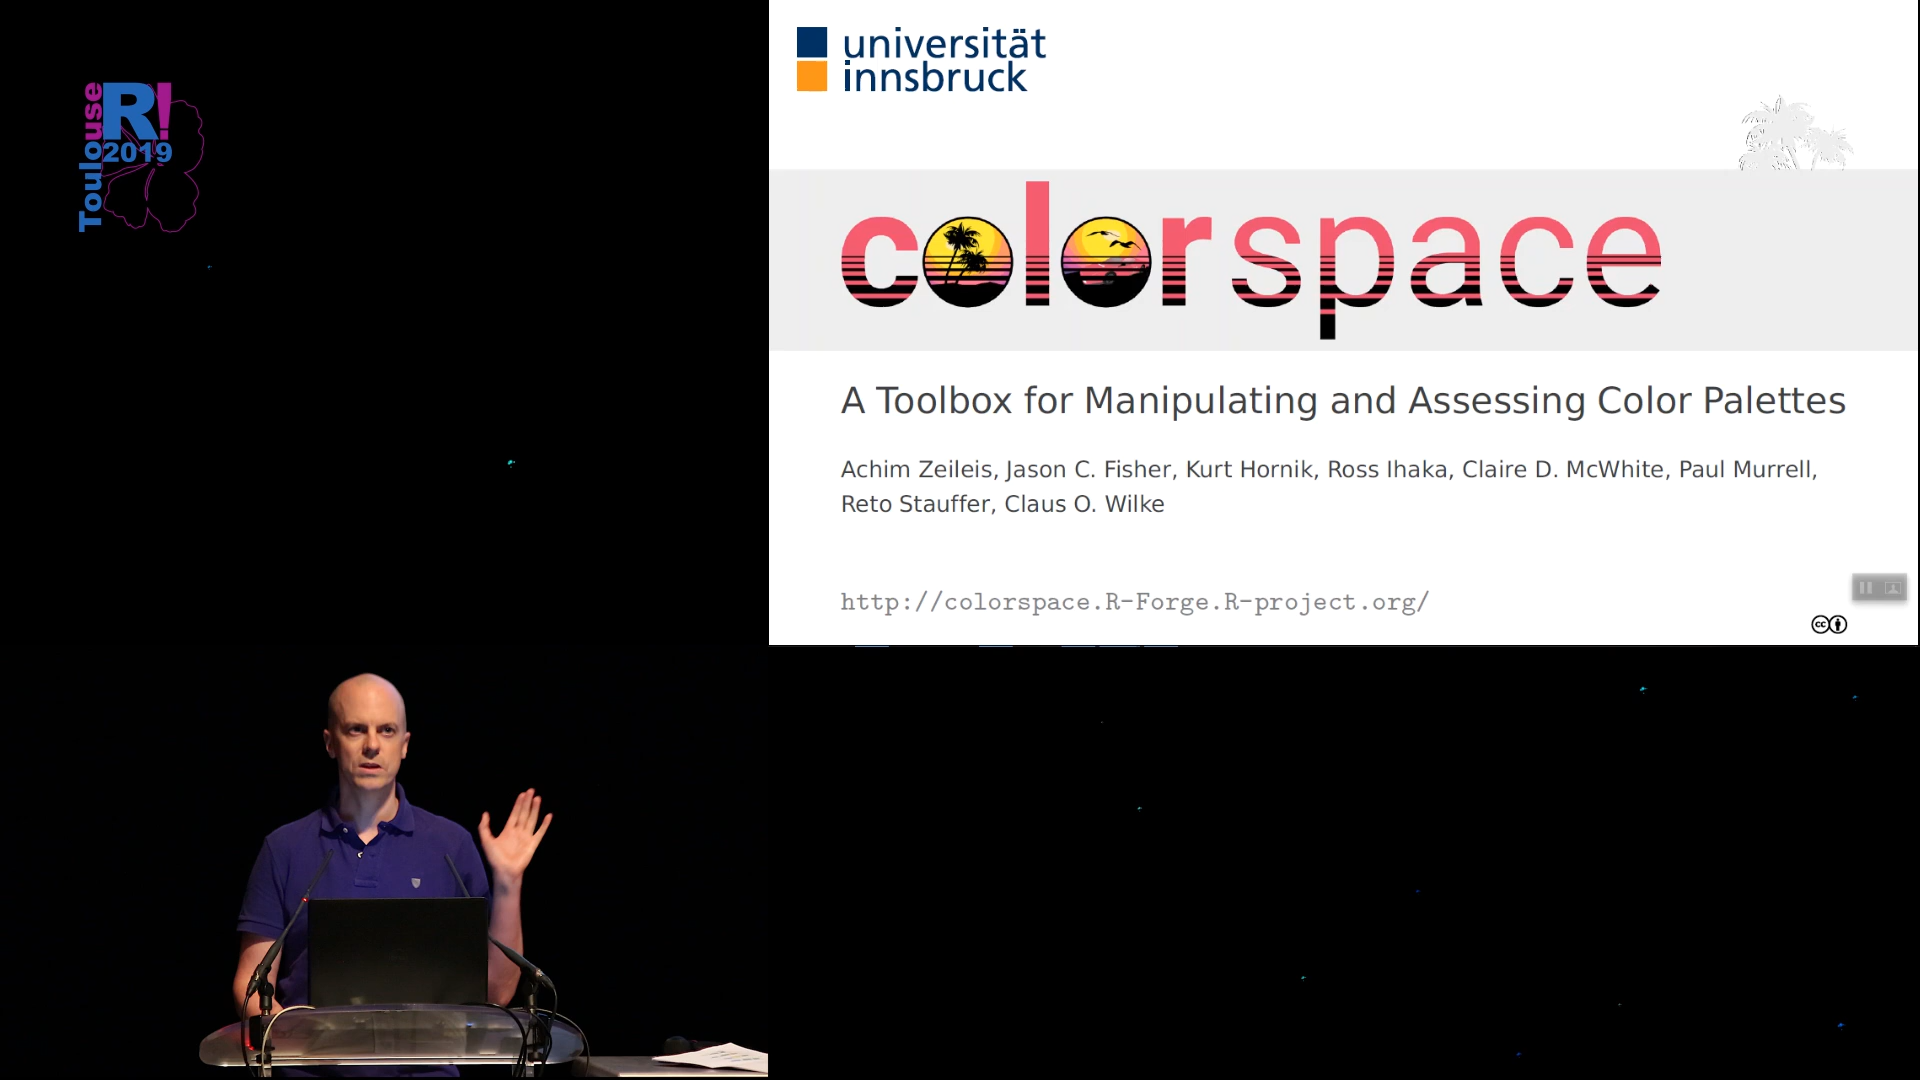 Toulouse
R!
2019
universität
innsbruck
colorspace
A Toolbox for Manipulating and Assessing Color Palettes
Achim Zeileis, Jason C. Fisher, Kurt Hornik, Ross Ihaka, Claire D. McWhite, Paul Murrell,
Reto Stauffer, Claus O. Wilke
http://colorspace.R-Forge.R-project.org/
cc